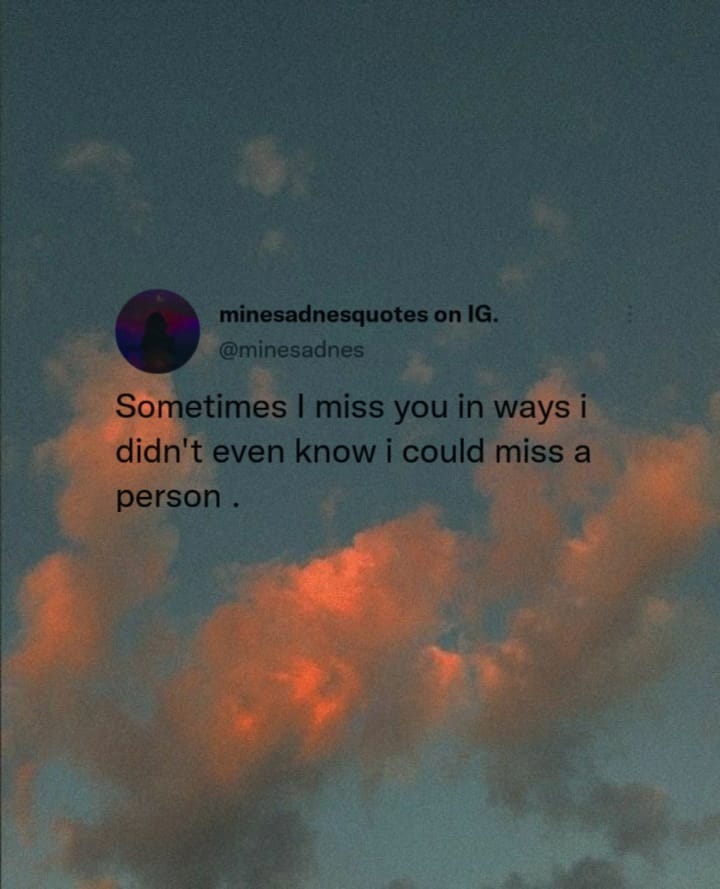 minesadnesquotes on IG.
@minesadnes
Sometimes I miss you in ways i
didn't even know i could miss a
person .